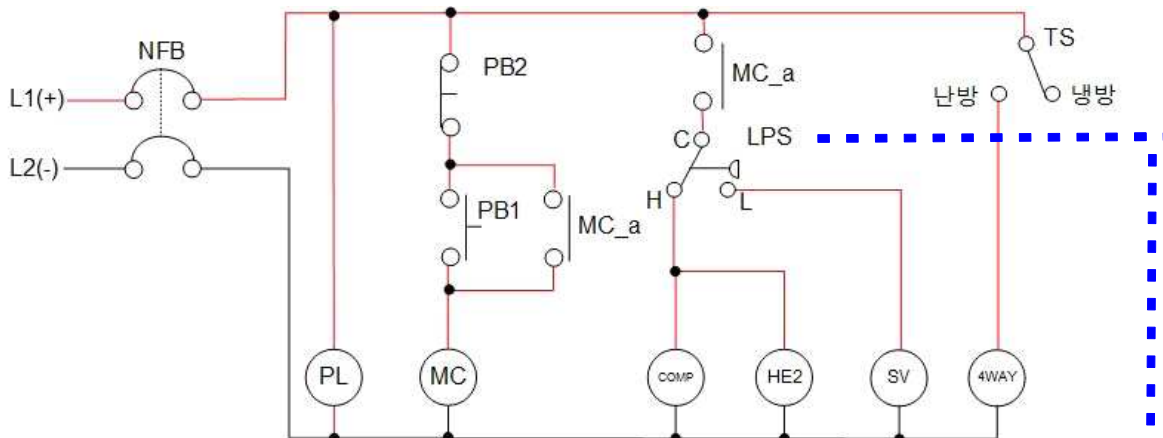 NFB
L1(+)
L2(-)
PB2
PB1
MC_a
MC_a
C
LPS
H
L
TS
난방
냉방
PL
MC
COMP
HE2
SV
4WAY